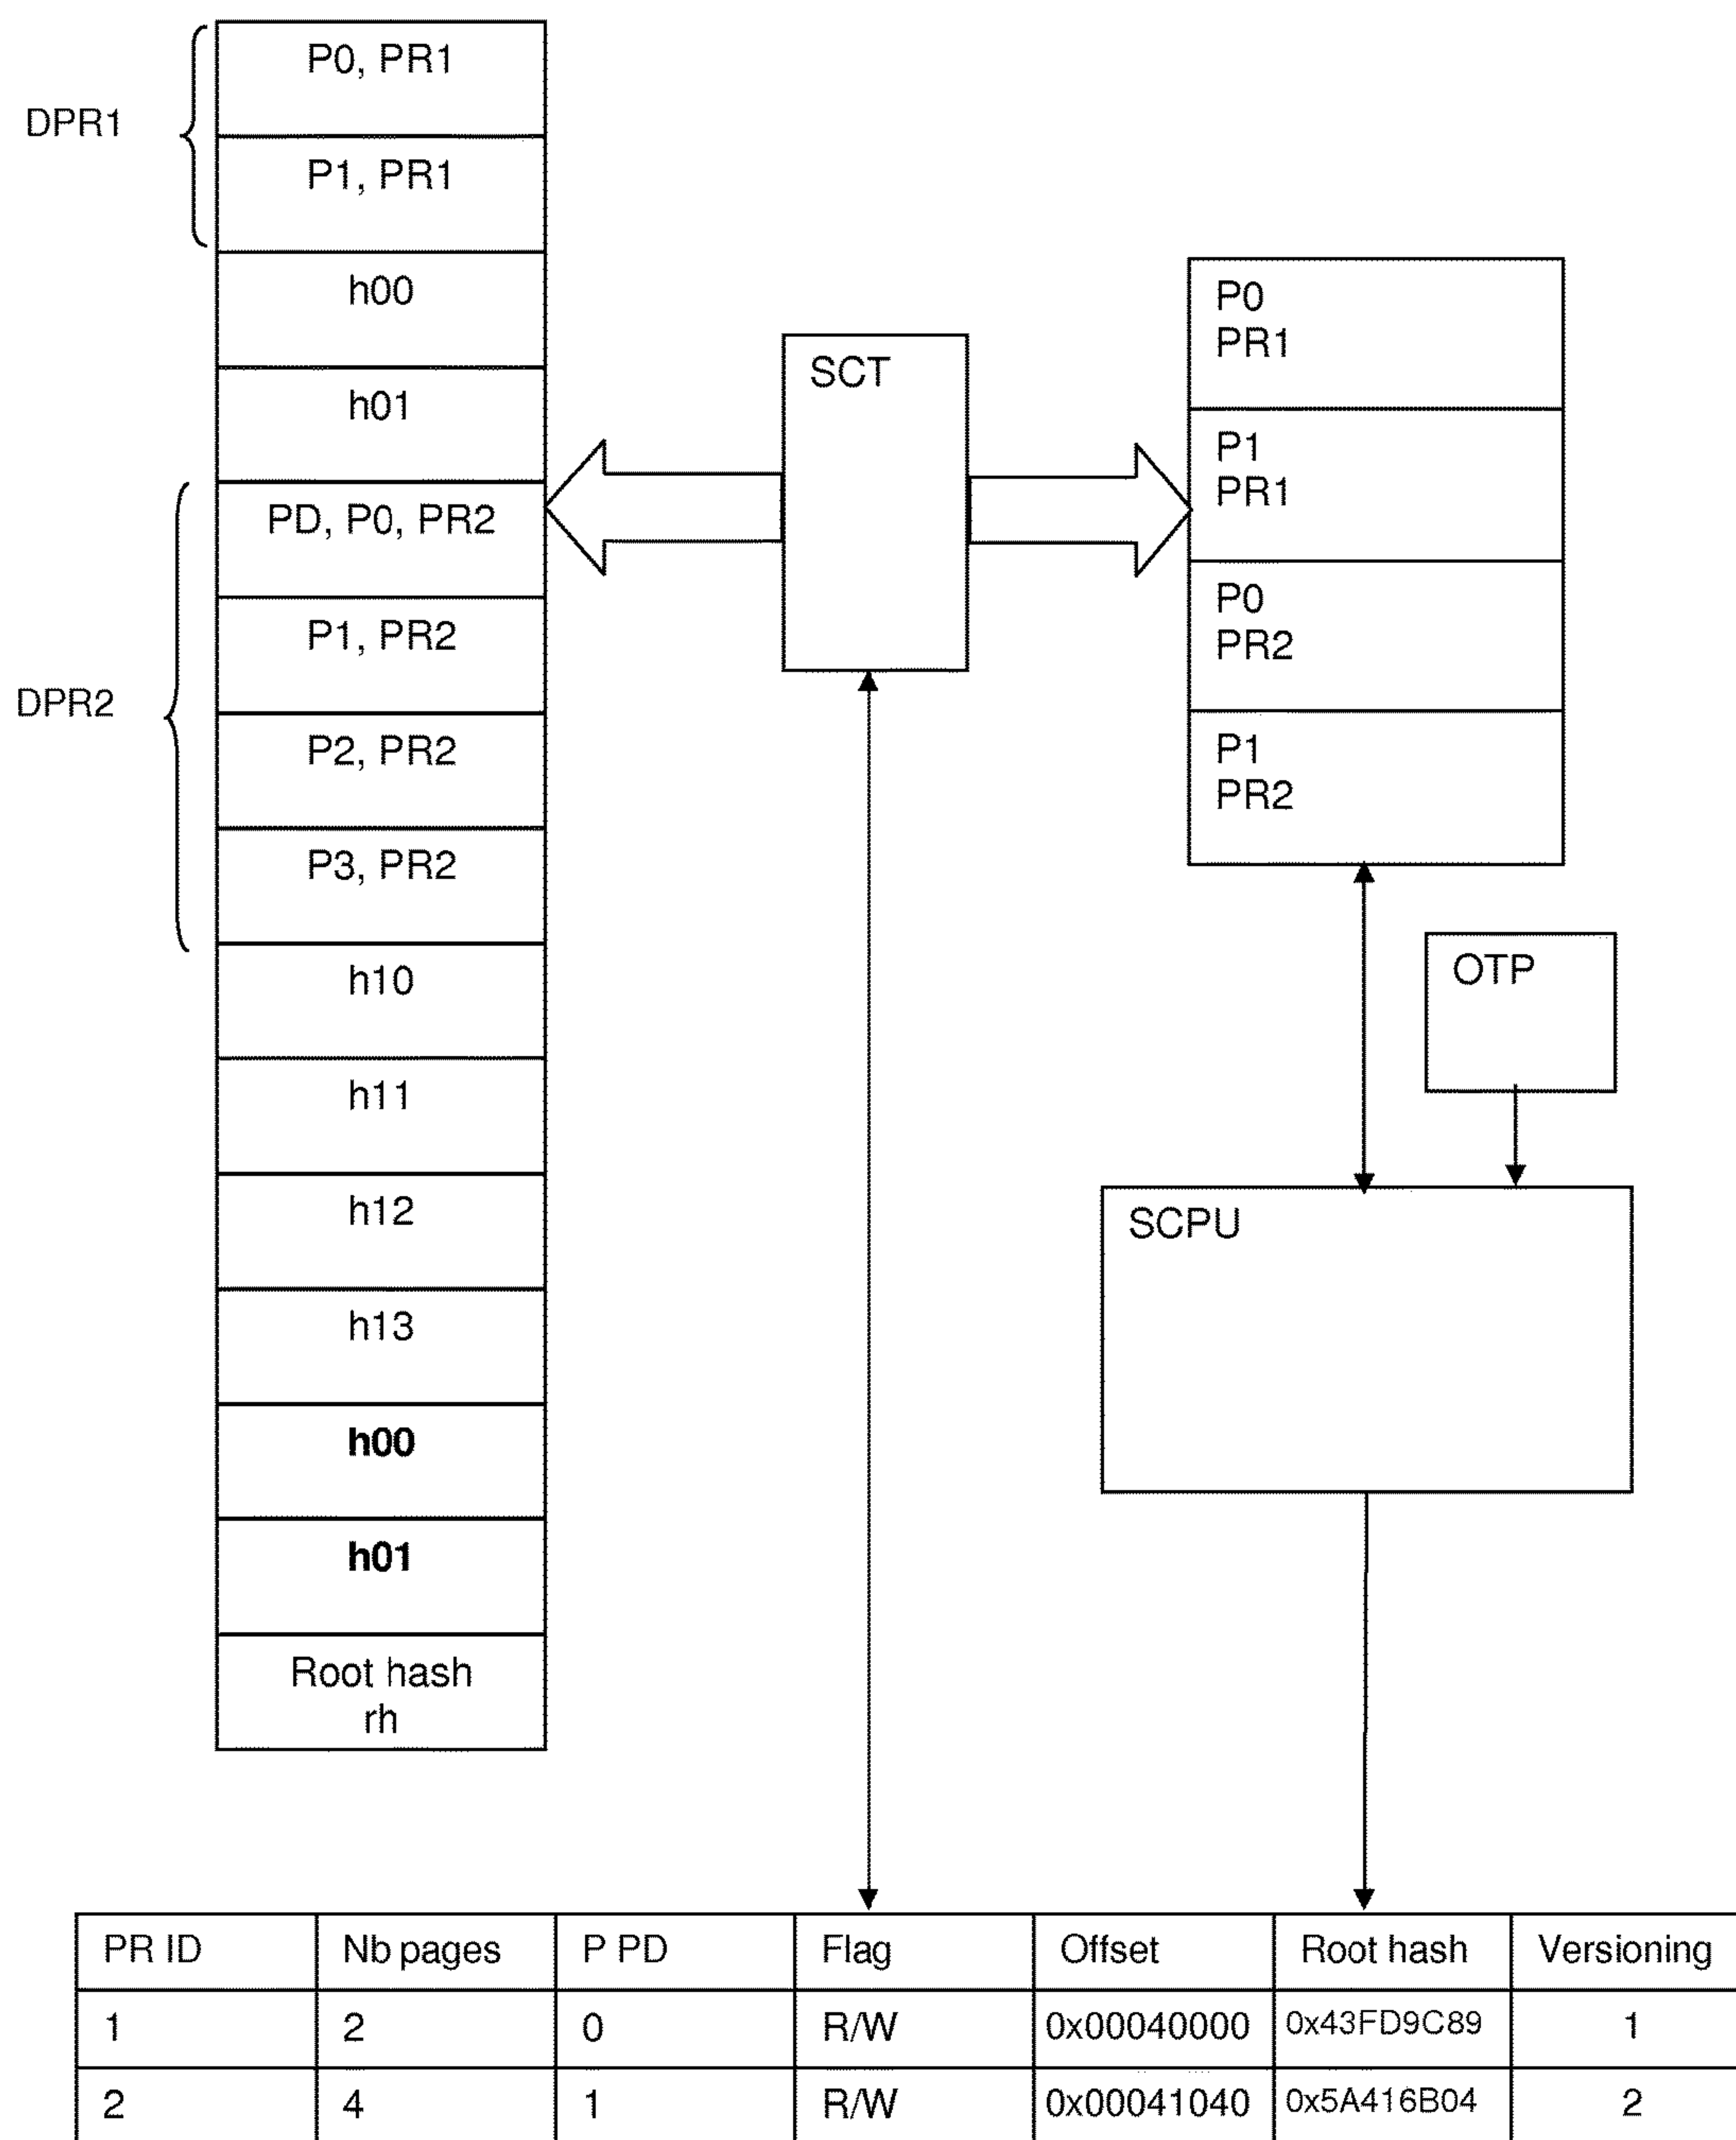 DPR1
P0, PR1
P1, PR1
h00
h01
DPR2
PD, P0, PR2
P1, PR2
P2, PR2
P3, PR2
h10
h11
h12
h13
h00
h01
Root hash
rh
SCT
P0
PR1
P1
PR1
P0
PR2
P1
PR2
OTP
SCPU
PR ID Nb pages P PD Flag Offset Root hash Versioning
1 2 0 R/W 0x00040000 0x43FD9C89 1
2 4 1 R/W 0x00041040 0x5A416B04 2